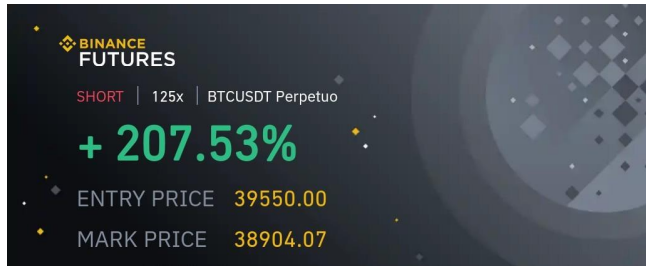 BINANCE
FUTURES
SHORT | 125x | BTCUSDT Perpetuo
+ 207.53%
ENTRY PRICE 39550.00
MARK PRICE 38904.07